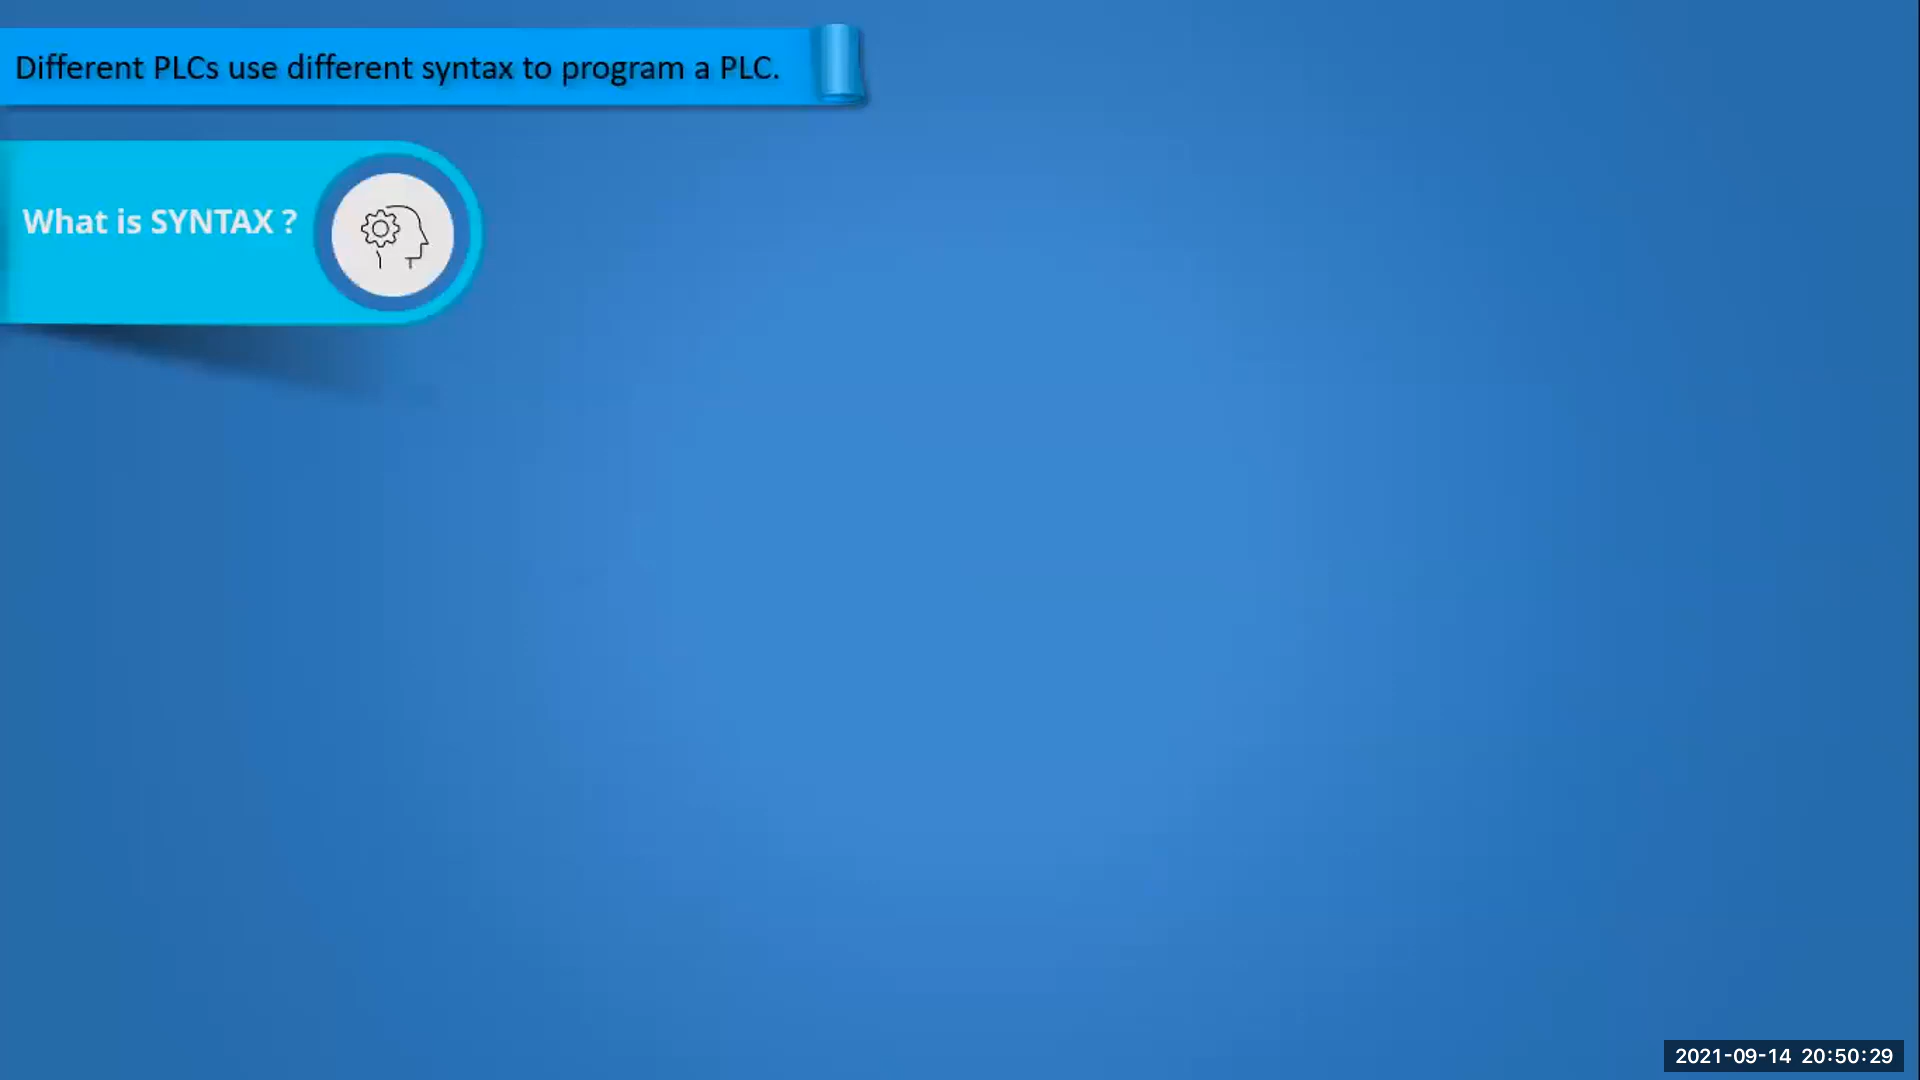 Different PLCs use different syntax to program a PLC.
What is SYNTAX ?
2021-09-14 20:50:29